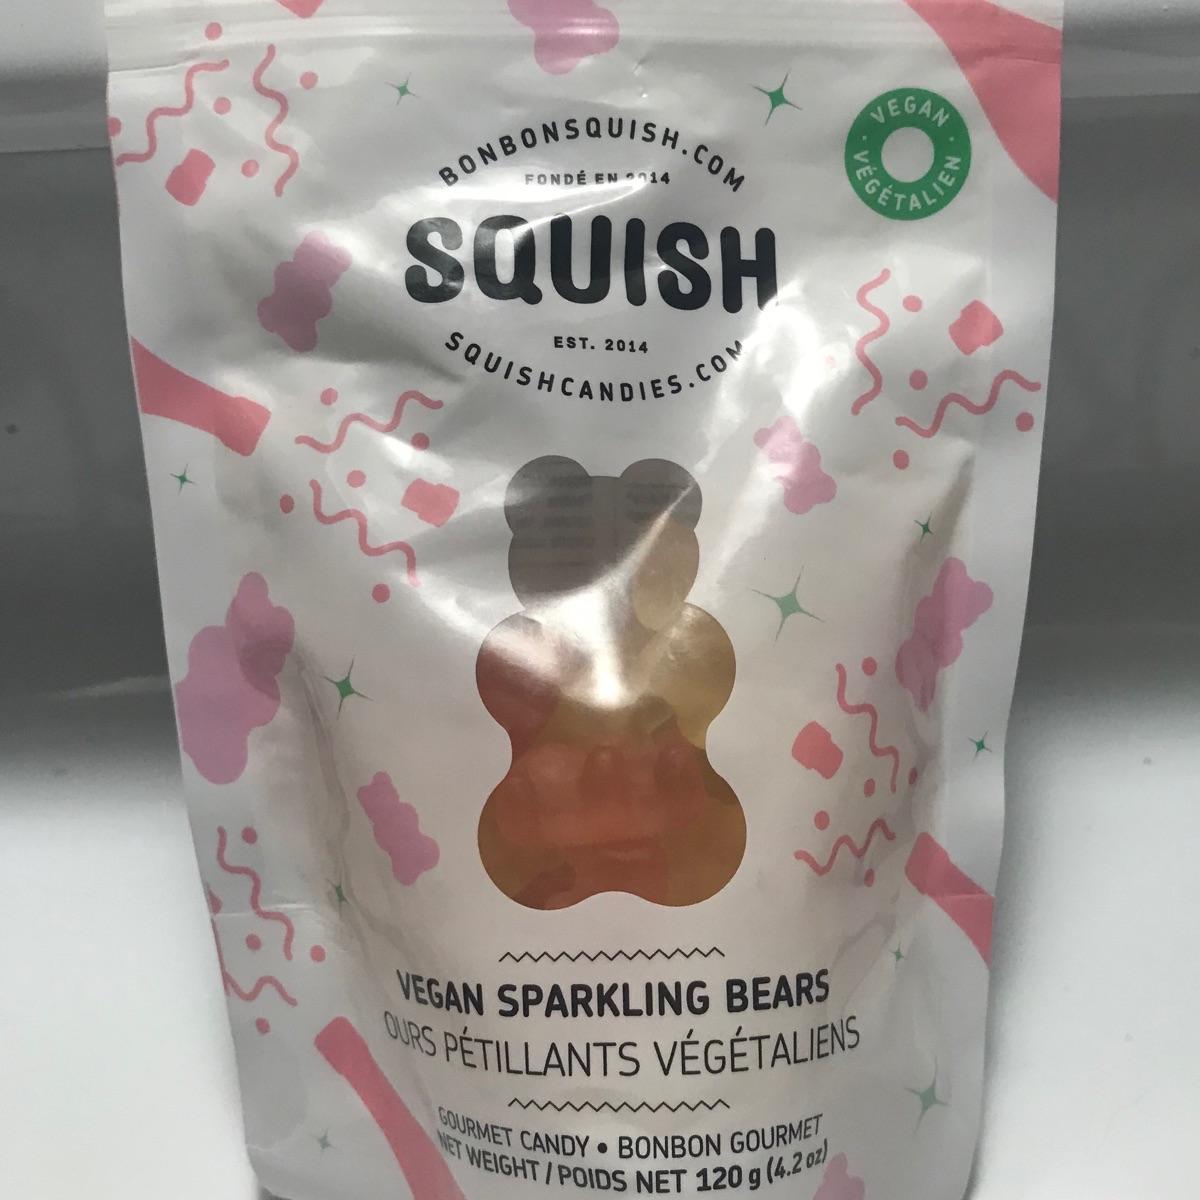 BONBONSQUISH.COM
FONDÉ EN 2014
SQUISH
EST. 2014
SQUISHCANDIES.COM
VEGAN
VÉGÉTALIEN
VEGAN SPARKLING BEARS
OURS PÉTILLANTS VÉGÉTALIENS
GOURMET CANDY • BONBON GOURMET
NET WEIGHT / POIDS NET 120 g (4.2 oz)